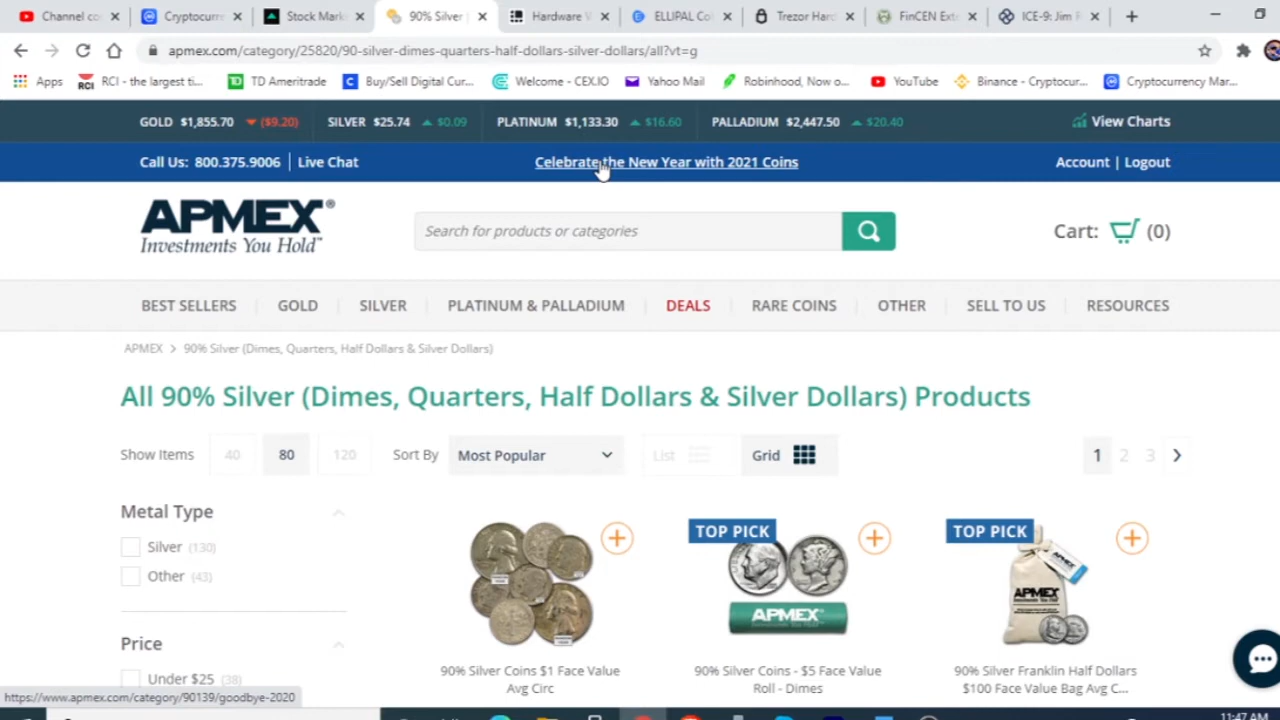 Channel co
Cryptocurre
Stock Mark
90% Silver
Hardware V
ELLIPAL Co
Trezor Hard
FinCEN Ext
ICE-9: Jim R
apmex.com/category/25820/90-silver-dimes-quarters-half-dollars-silver-dollars/all?vt=g
Apps
RCI - the largest ti...
TD Ameritrade
Buy/Sell Digital Cur...
Welcome - CEX.IO
Yahoo Mail
Robinhood, Now o...
YouTube
Binance - Cryptocur...
Cryptocurrency Mar...
GOLD $1,855.70 ($9.20) SILVER $25.74 $0.09 PLATINUM $1,133.30 $16.60 PALLADIUM $2,447.50 $20.40 View Charts
Call Us: 800.375.9006 | Live Chat Celebrate the New Year with 2021 Coins Account | Logout
APMEX®
Investments You Hold™
Search for products or categories
Cart: (0)
BEST SELLERS GOLD SILVER PLATINUM & PALLADIUM DEALS RARE COINS OTHER SELL TO US RESOURCES
APMEX > 90% Silver (Dimes, Quarters, Half Dollars & Silver Dollars)
All 90% Silver (Dimes, Quarters, Half Dollars & Silver Dollars) Products
Show Items 40 80 120 Sort By Most Popular List Grid 1 2 3
Metal Type
Silver (130)
Other (43)
Price
Under $25 (38)
TOP PICK
APMEX
TOP PICK
APMEX
90% Silver Coins $1 Face Value
Avg Circ
90% Silver Coins - $5 Face Value
Roll - Dimes
90% Silver Franklin Half Dollars
$100 Face Value Bag Avg C...
https://www.apmex.com/category/90139/goodbye-2020
11:47 AM